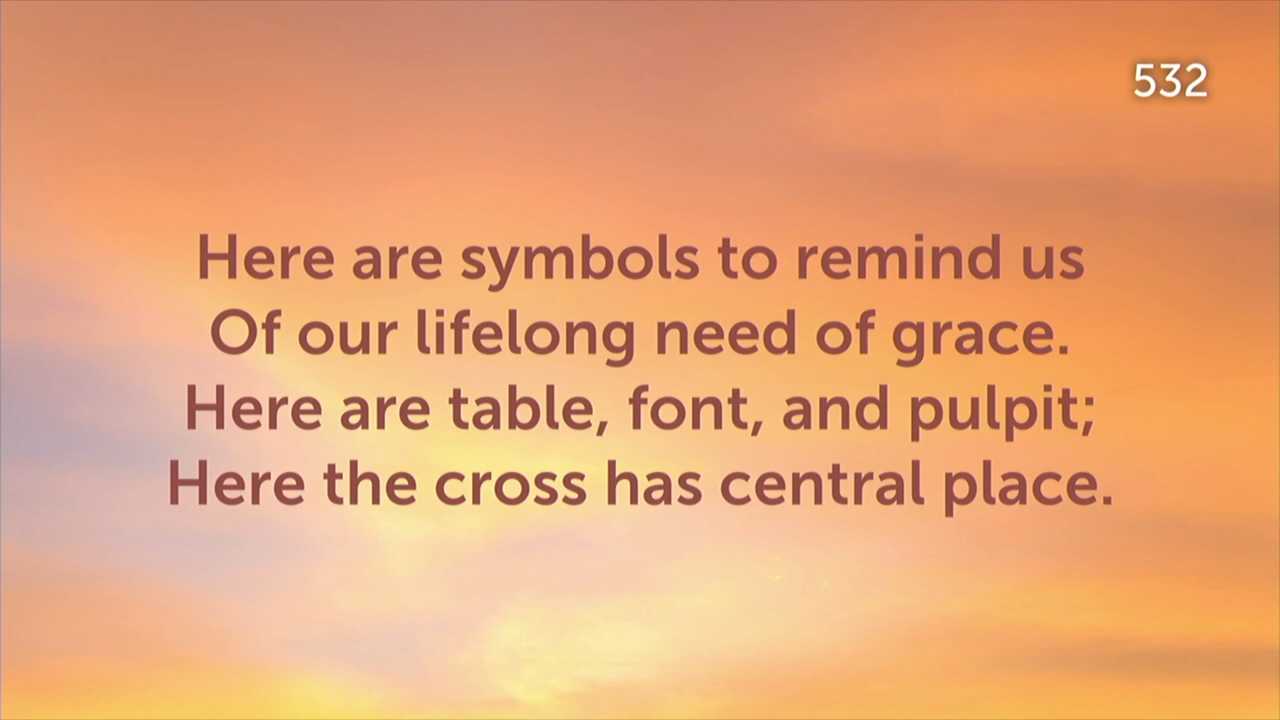 532
Here are symbols to remind us
Of our lifelong need of grace.
Here are table, font, and pulpit;
Here the cross has central place.